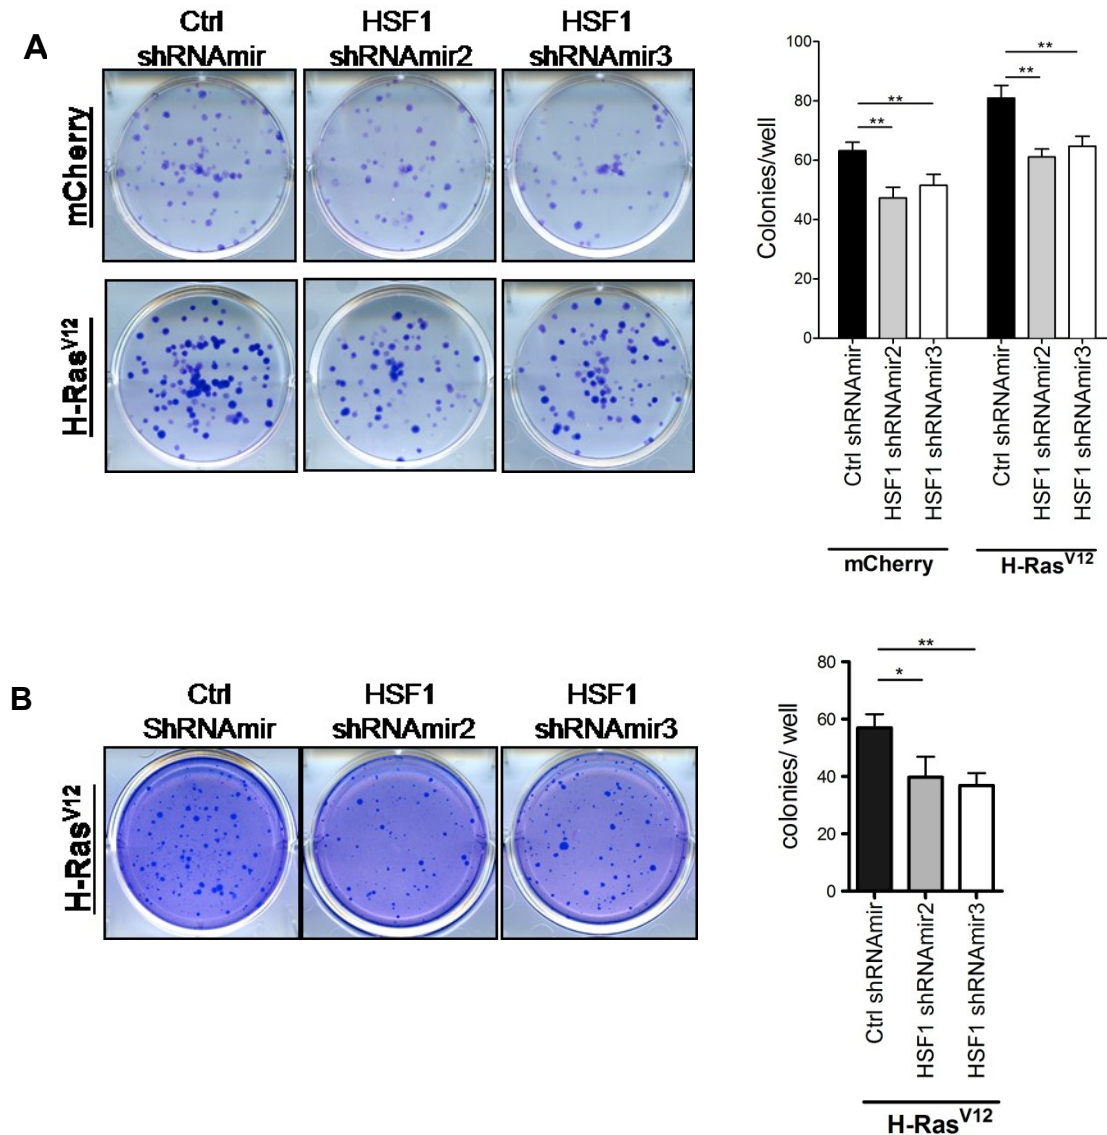 A
Ctrl
shRNAmir
HSF1
shRNAmir2
HSF1
shRNAmir3
mCherry
H-Ras^V12
Colonies/well
100
80
60
40
20
0
**
**
**
**
Ctrl shRNAmir
HSF1 shRNAmir2
HSF1 shRNAmir3
Ctrl shRNAmir
HSF1 shRNAmir2
HSF1 shRNAmir3
mCherry
H-Ras^V12
B
Ctrl
ShRNAmir
HSF1
shRNAmir2
HSF1
shRNAmir3
H-Ras^V12
colonies/ well
80
60
40
20
0
**
*
Ctrl shRNAmir
HSF1 shRNAmir2
HSF1 shRNAmir3
H-Ras^V12